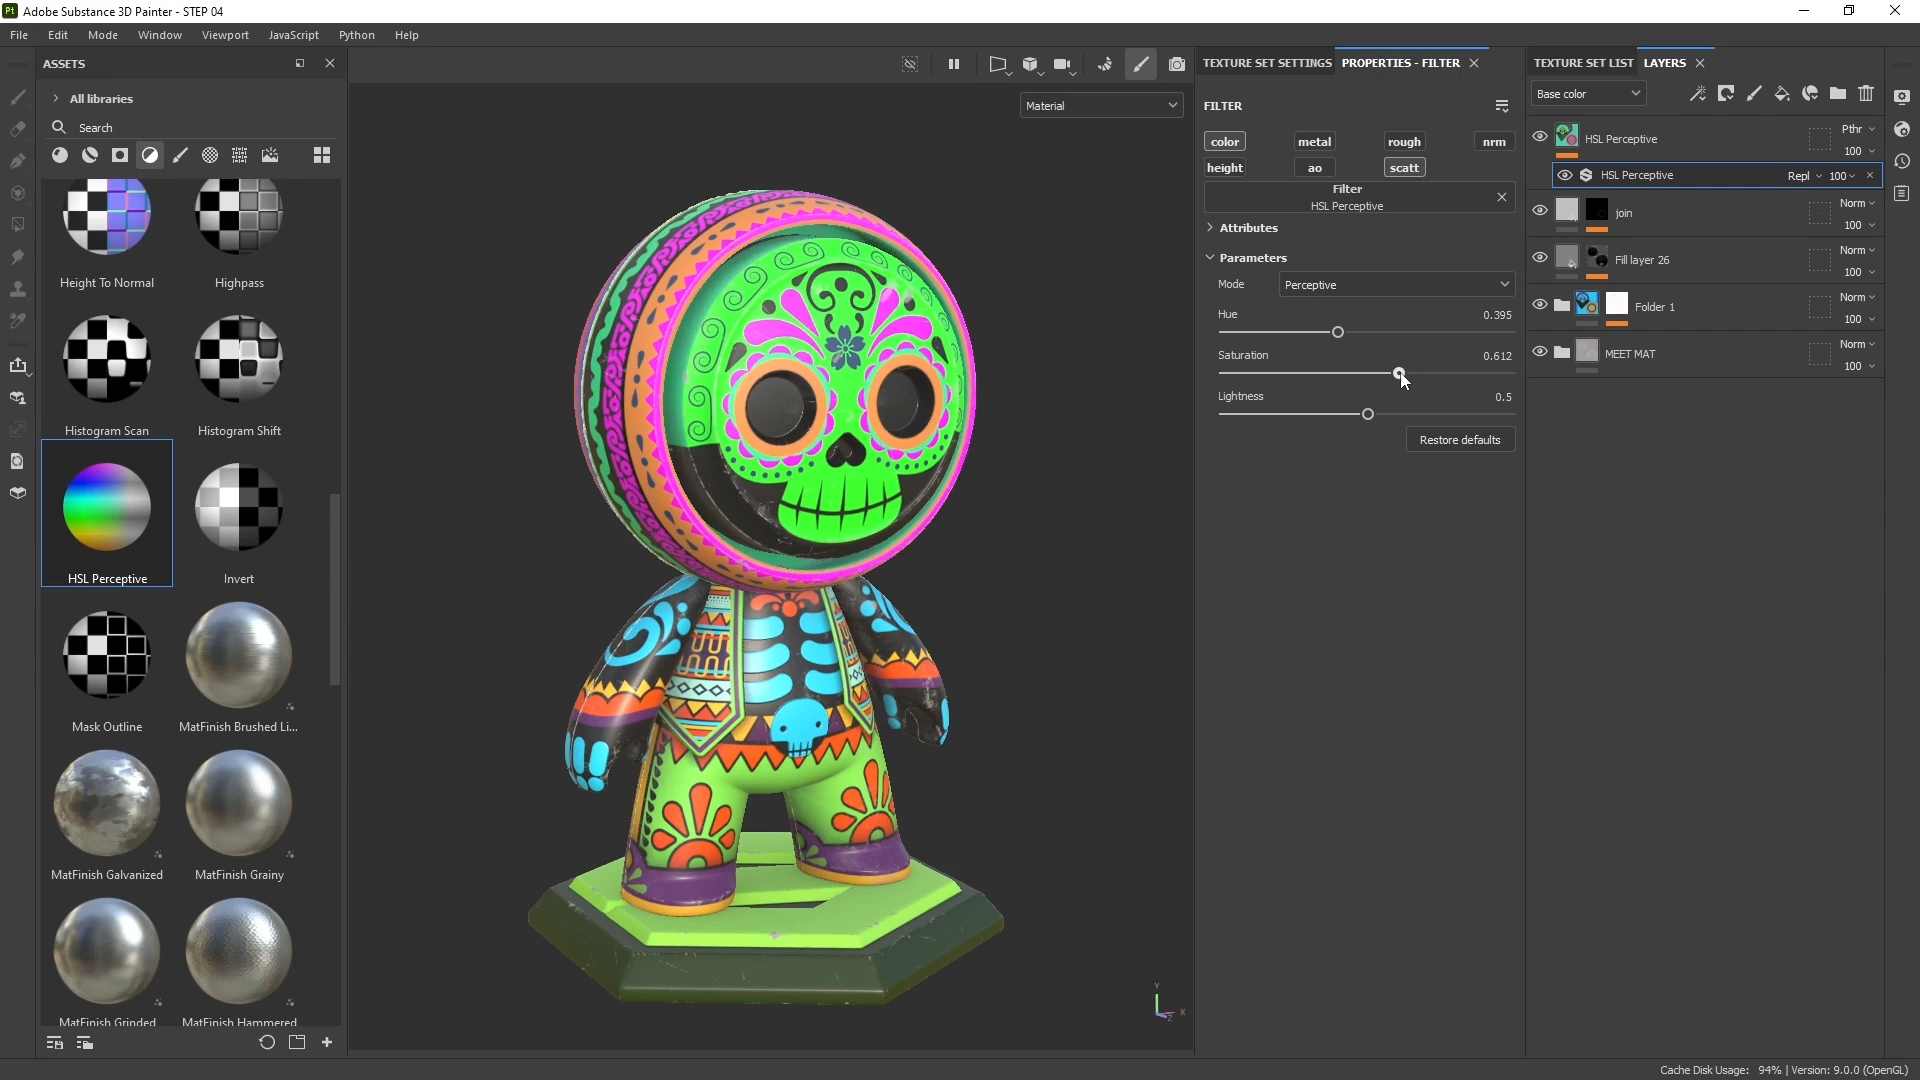 Pt Adobe Substance 3D Painter - STEP 04
File Edit Mode Window Viewport JavaScript Python Help
ASSETS
All libraries
Search
Height To Normal Highpass
Histogram Scan Histogram Shift
HSL Perceptive Invert
Mask Outline MatFinish Brushed Li...
MatFinish Galvanized MatFinish Grainy
MatFinish Grinded MatFinish Hammered
Material
Y
X
Z
TEXTURE SET SETTINGS PROPERTIES - FILTER
FILTER
color metal rough nrm
height ao scatt
Filter
HSL Perceptive
Attributes
Parameters
Mode Perceptive
Hue 0.395
Saturation 0.612
Lightness 0.5
Restore defaults
TEXTURE SET LIST LAYERS
Base color
HSL Perceptive Pthr
100
HSL Perceptive Repl 100
join Norm
100
Fill layer 26 Norm
100
Folder 1 Norm
100
MEET MAT Norm
100
Cache Disk Usage: 94% | Version: 9.0.0 (OpenGL)